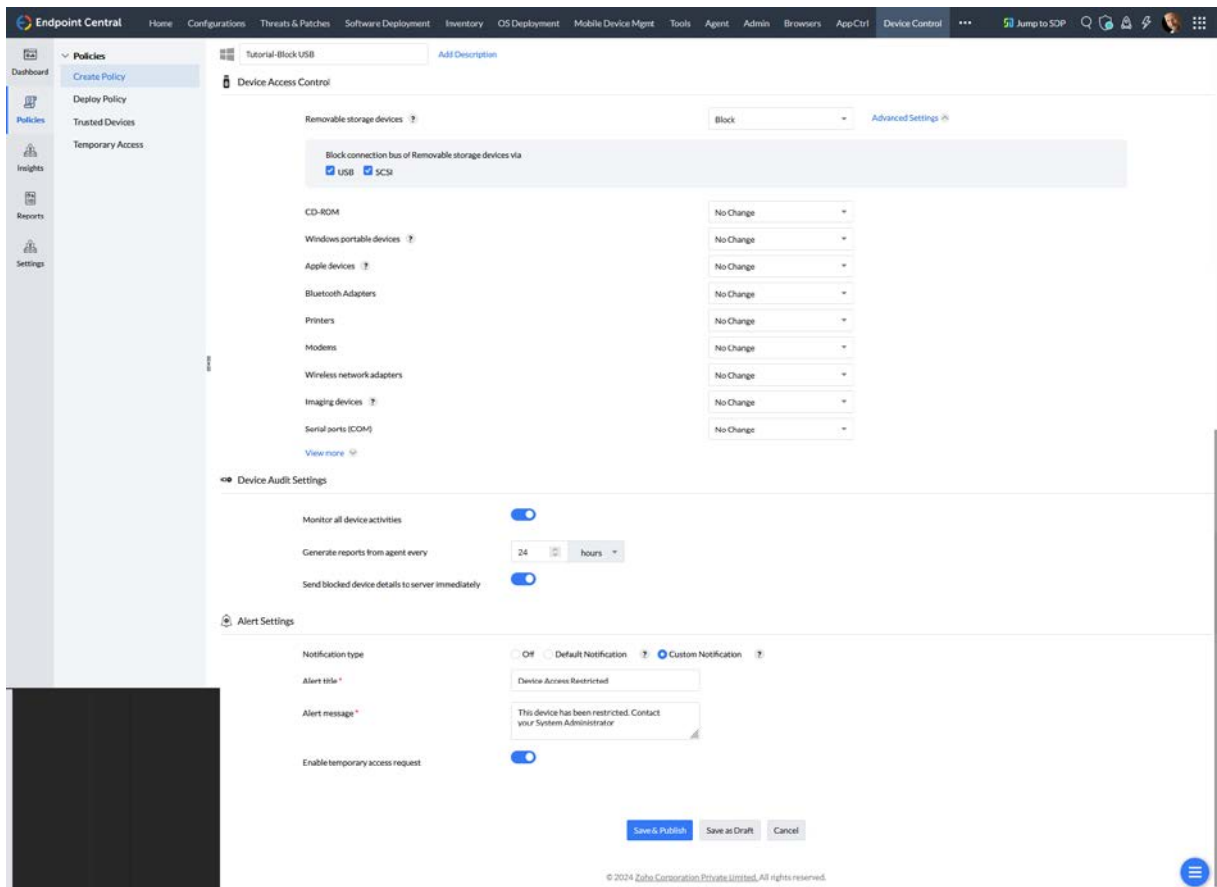 Endpoint Central Home Configurations Threats & Patches Software Deployment Inventory OS Deployment Mobile Device Mgmt Tools Agent Admin Browsers AppCtrl Device Control ••• Jump to SDP
Dashboard
Policies
Insights
Reports
Settings
Policies
Create Policy
Deploy Policy
Trusted Devices
Temporary Access
Tutorial-Block USB Add Description
Device Access Control
Removable storage devices ? Block Advanced Settings
Block connection bus of Removable storage devices via
USB SCSI
CD-ROM No Change
Windows portable devices ? No Change
Apple devices ? No Change
Bluetooth Adapters No Change
Printers No Change
Modems No Change
Wireless network adapters No Change
Imaging devices ? No Change
Serial ports (COM) No Change
View more
Device Audit Settings
Monitor all device activities
Generate reports from agent every 24 hours
Send blocked device details to server immediately
Alert Settings
Notification type Off Default Notification ? Custom Notification ?
Alert title * Device Access Restricted
Alert message * This device has been restricted. Contact
your System Administrator
Enable temporary access request
Save & Publish Save as Draft Cancel
© 2024 Zoho Corporation Private Limited. All rights reserved.